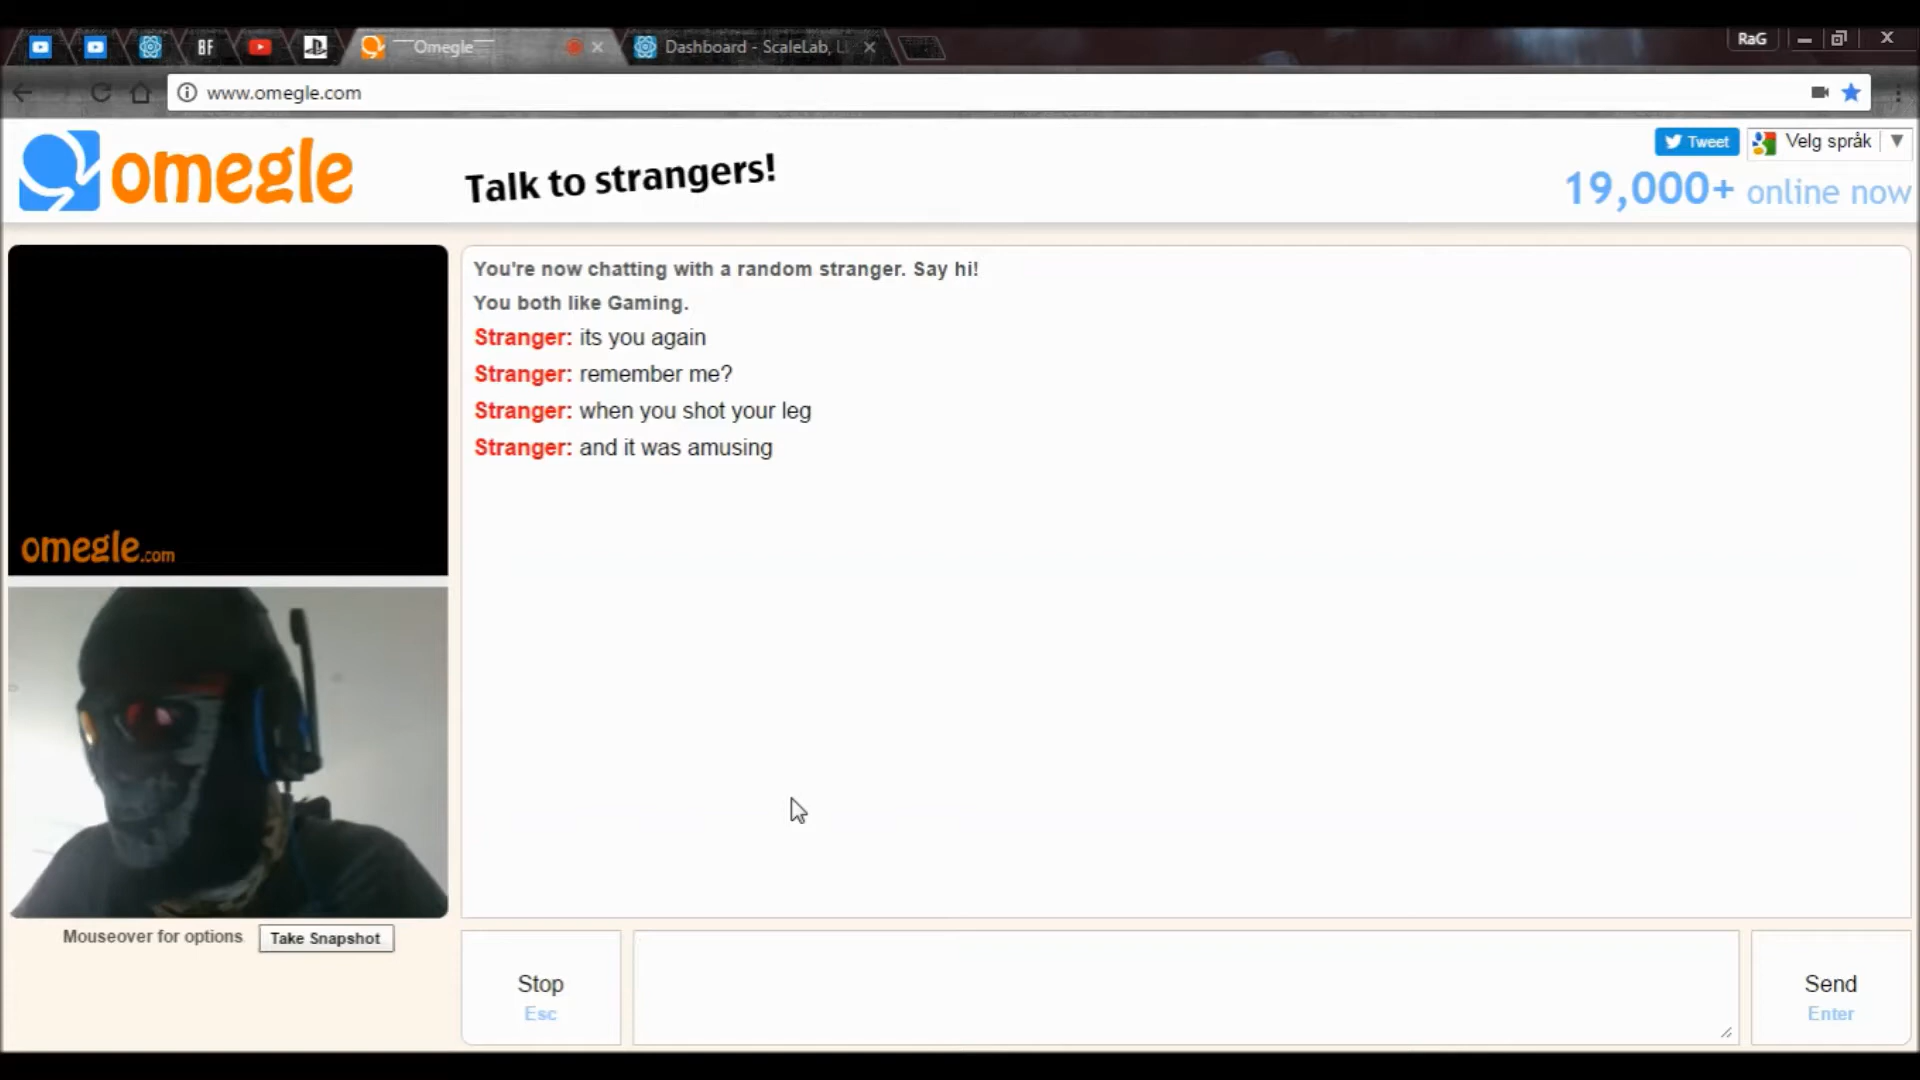 BF
Omegle
Dashboard - ScaleLab, L
RaG
www.omegle.com
omegle
Talk to strangers!
Tweet
Velg språk
19,000+ online now
You're now chatting with a random stranger. Say hi!
You both like Gaming.
Stranger: its you again
Stranger: remember me?
Stranger: when you shot your leg
Stranger: and it was amusing
omegle.com
Mouseover for options
Take Snapshot
Stop
Esc
Send
Enter